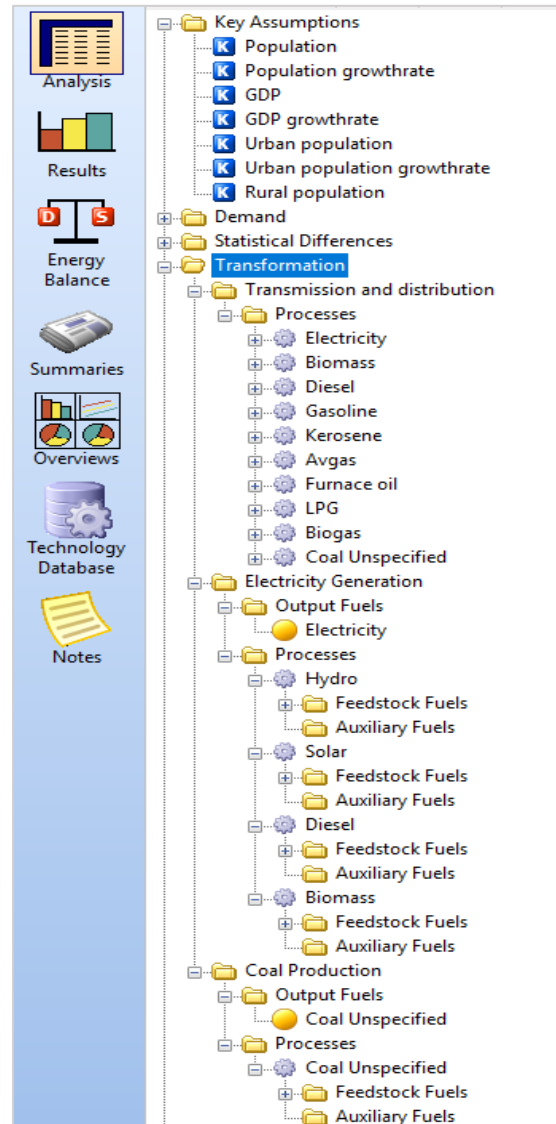 Analysis
Results
D S
Energy
Balance
Summaries
Overviews
Technology
Database
Notes
Key Assumptions
K Population
K Population growthrate
K GDP
K GDP growthrate
K Urban population
K Urban population growthrate
K Rural population
Demand
Statistical Differences
Transformation
Transmission and distribution
Processes
Electricity
Biomass
Diesel
Gasoline
Kerosene
Avgas
Furnace oil
LPG
Biogas
Coal Unspecified
Electricity Generation
Output Fuels
Electricity
Processes
Hydro
Feedstock Fuels
Auxiliary Fuels
Solar
Feedstock Fuels
Auxiliary Fuels
Diesel
Feedstock Fuels
Auxiliary Fuels
Biomass
Feedstock Fuels
Auxiliary Fuels
Coal Production
Output Fuels
Coal Unspecified
Processes
Coal Unspecified
Feedstock Fuels
Auxiliary Fuels